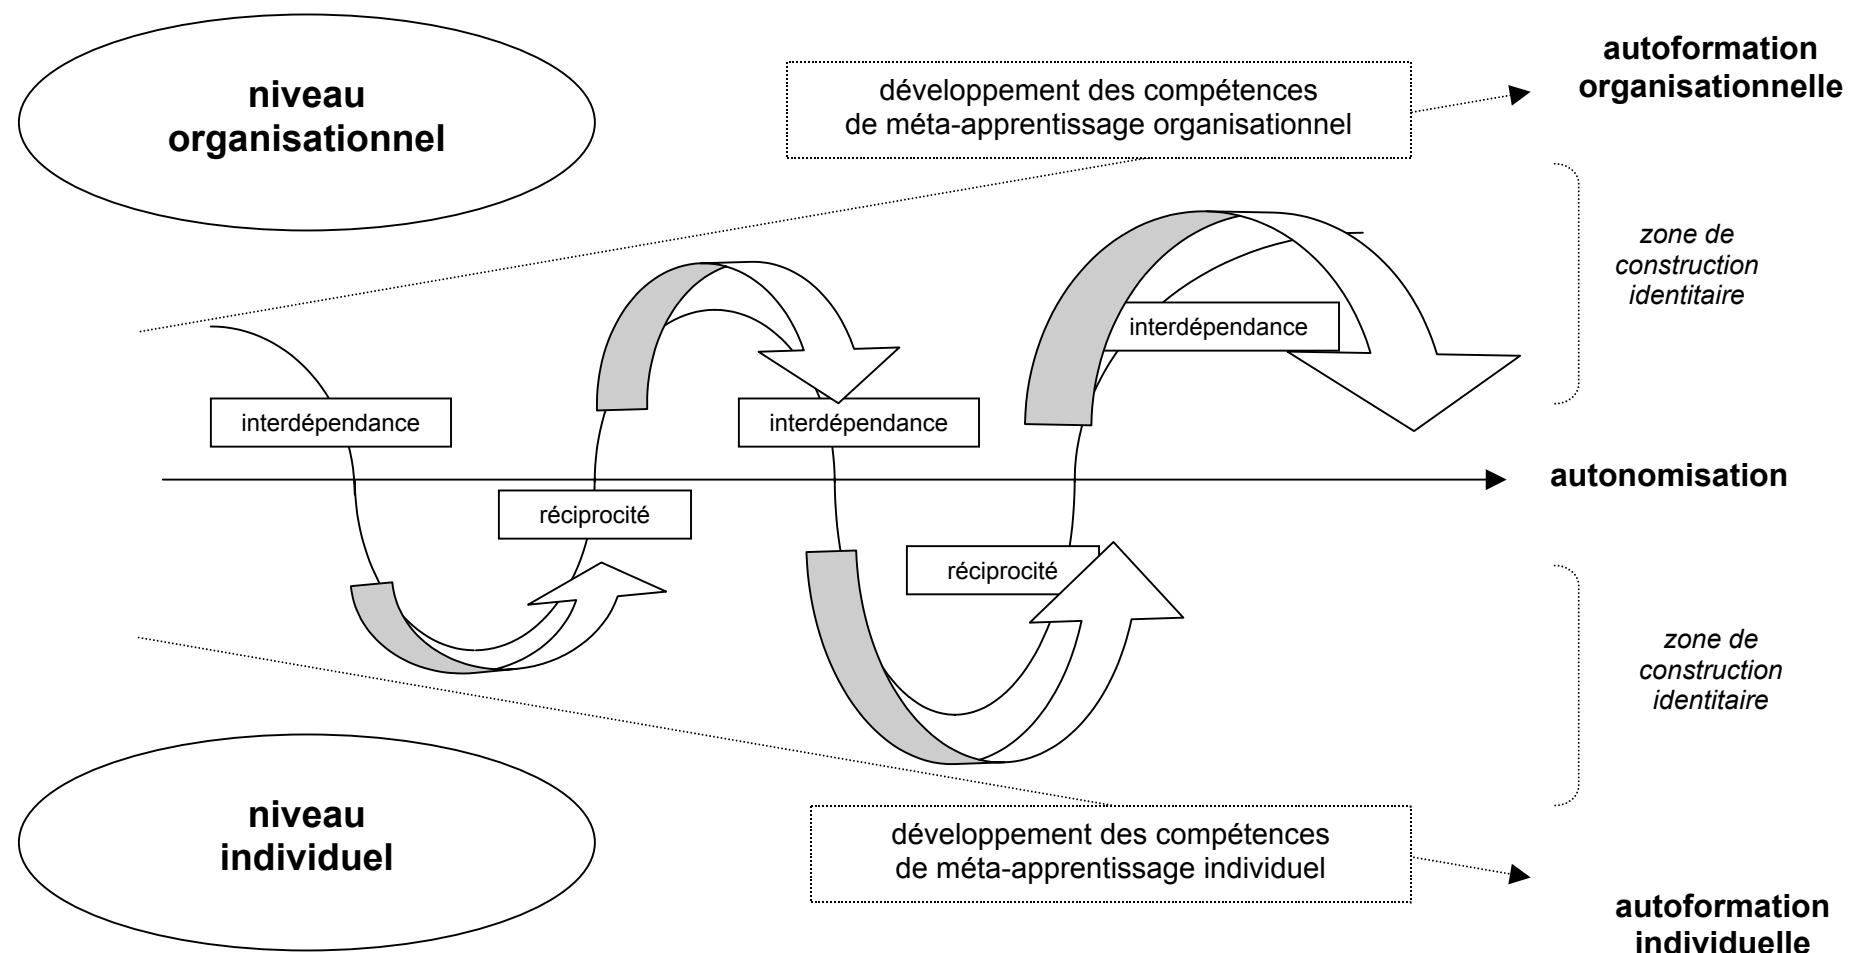 niveau
organisationnel
développement des compétences
de méta-apprentissage organisationnel
autoformation
organisationnelle
zone de
construction
identitaire
interdépendance
interdépendance
interdépendance
autonomisation
réciprocité
réciprocité
zone de
construction
identitaire
niveau
individuel
développement des compétences
de méta-apprentissage individuel
autoformation
individuelle